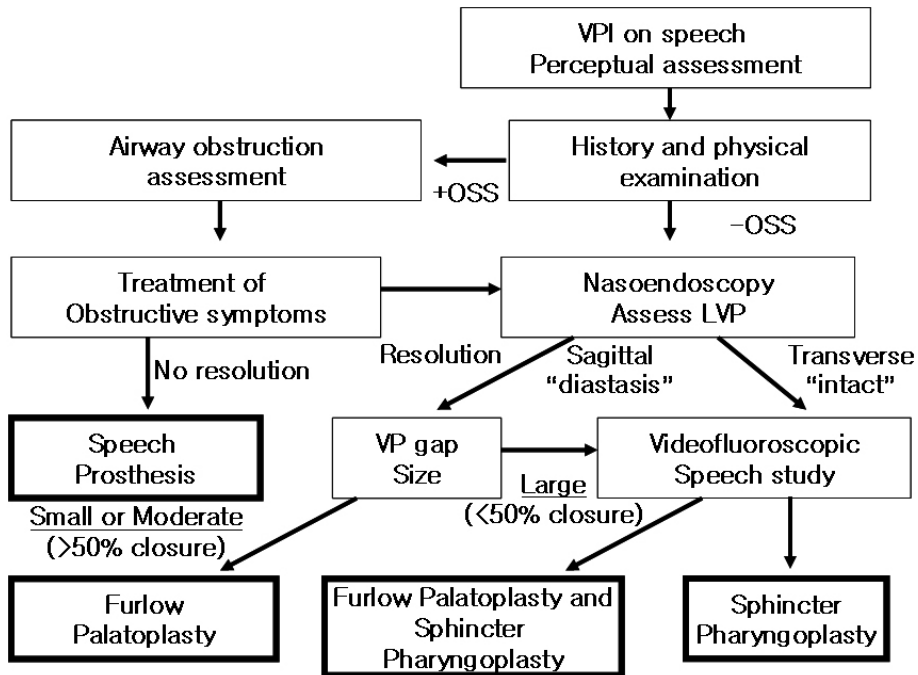 VPI on speech
Perceptual assessment
Airway obstruction
assessment
History and physical
examination
+OSS
-OSS
Treatment of
Obstructive symptoms
Nasoendoscopy
Assess LVP
No resolution
Resolution
Sagittal
“diastasis”
Transverse
“intact”
Speech
Prosthesis
VP gap
Size
Videofluoroscopic
Speech study
Small or Moderate
(>50% closure)
Large
(<50% closure)
Furlow
Palatoplasty
Furlow Palatoplasty and
Sphincter
Pharyngoplasty
Sphincter
Pharyngoplasty